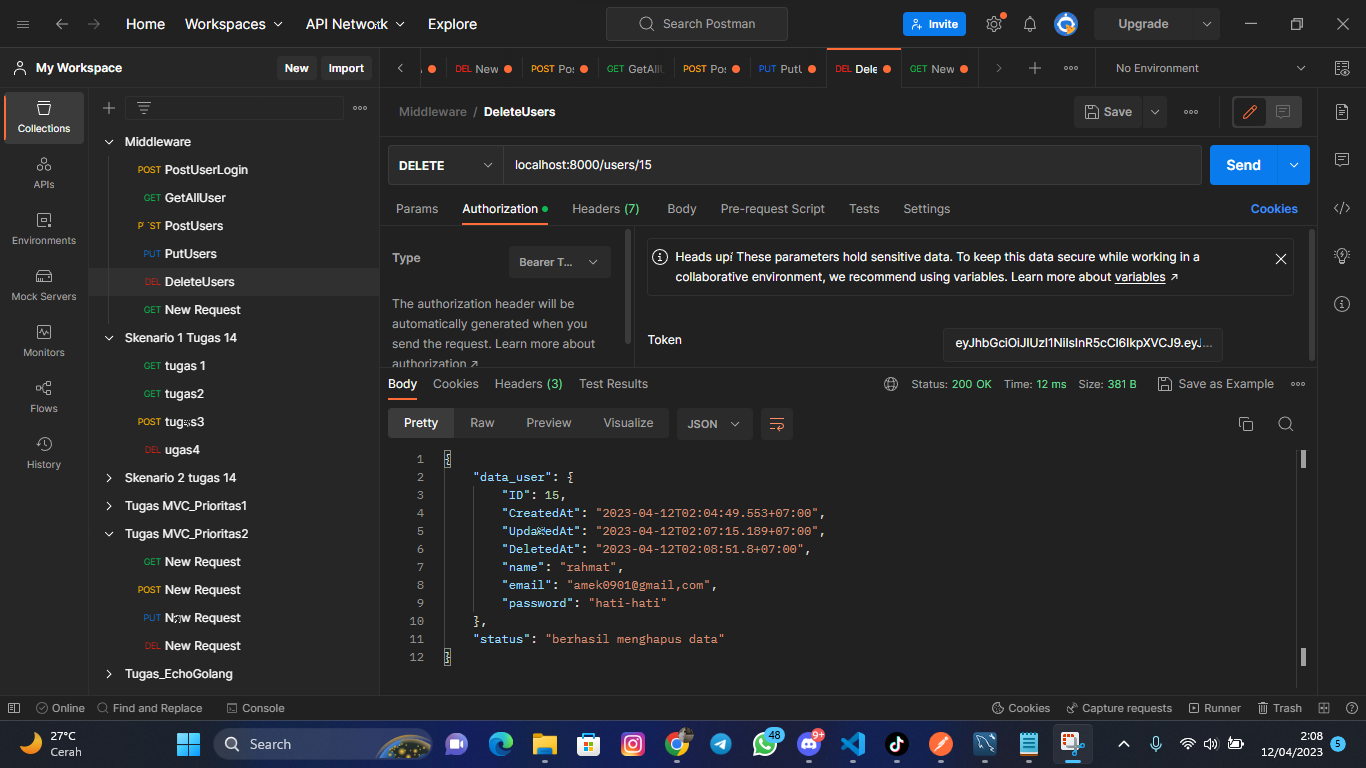 Home
Workspaces
API Network
Explore
Search Postman
Invite
Upgrade
My Workspace
New
Import
DEL New
POST Pos
GET GetAllU
POST Pos
PUT PutU
DEL Dele
GET New
No Environment
Collections
APIs
Environments
Mock Servers
Monitors
Flows
History
Middleware
POST PostUserLogin
GET GetAllUser
PostUsers
PUT PutUsers
DEL DeleteUsers
GET New Request
Skenario 1 Tugas 14
GET tugas 1
GET tugas2
POST tugas3
DEL ugas4
Skenario 2 tugas 14
Tugas MVC_Prioritas1
Tugas MVC_Prioritas2
GET New Request
POST New Request
PUT New Request
DEL New Request
Tugas_EchoGolang
Middleware / DeleteUsers
Save
DELETE
localhost:8000/users/15
Send
Params
Authorization
Headers (7)
Body
Pre-request Script
Tests
Settings
Cookies
Type
Bearer T...
The authorization header will be
automatically generated when you
send the request. Learn more about
authorization ↗
Heads up! These parameters hold sensitive data. To keep this data secure while working in a
collaborative environment, we recommend using variables. Learn more about variables ↗
Token
Body
Cookies
Headers (3)
Test Results
Status: 200 OK
Time: 12 ms
Size: 381 B
Save as Example
Pretty
Raw
Preview
Visualize
JSON
1 {
2 "data_user": {
3 "ID": 15,
4 "CreatedAt": "2023-04-12T02:04:49.553+07:00",
5 "UpdatedAt": "2023-04-12T02:07:15.189+07:00",
6 "DeletedAt": "2023-04-12T02:08:51.8+07:00",
7 "name": "rahmat",
8 "email": "amek0901@gmail,com",
9 "password": "hati-hati"
10 },
11 "status": "berhasil menghapus data"
12 }
Online
Find and Replace
Console
Cookies
Capture requests
Runner
Trash
27°C
Cerah
Search
48
9+
2:08
12/04/2023
5